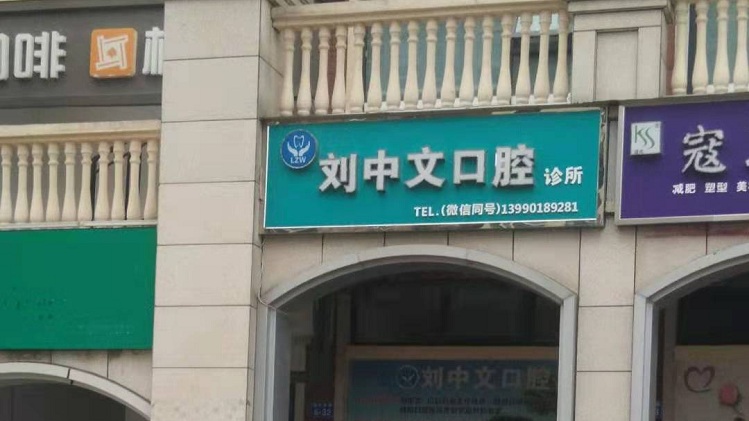 啡
LZW
刘中文口腔 诊所
TEL.(微信同号)13990189281
KS
寇
减肥 塑型 美
刘中文口腔